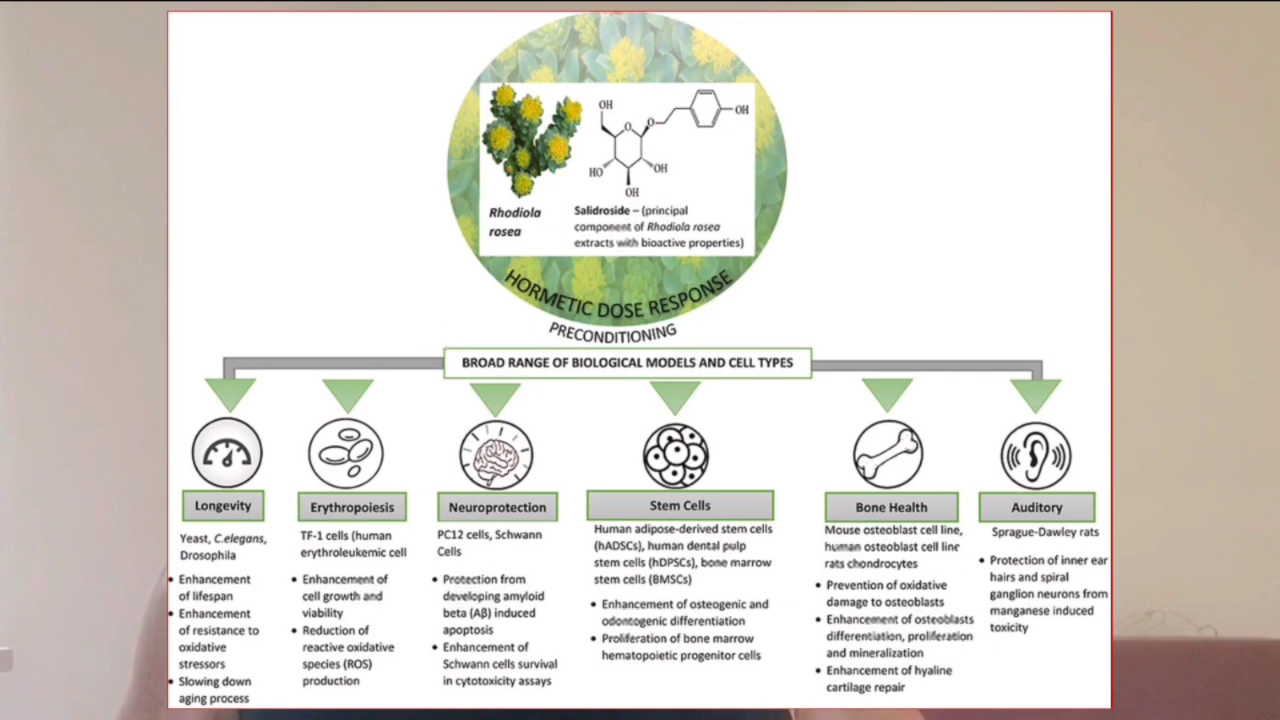 OH
O
O
OH
HO
OH
OH
Rhodiola
rosea
Salidroside – (principal
component of Rhodiola rosea
extracts with bioactive properties)
HORMETIC DOSE RESPONSE
PRECONDITIONING
BROAD RANGE OF BIOLOGICAL MODELS AND CELL TYPES
Longevity
Yeast, C.elegans,
Drosophila
• Enhancement
of lifespan
• Enhancement
of resistance to
oxidative
stressors
• Slowing down
aging process
Erythropoiesis
TF-1 cells (human
erythroleukemic cell
• Enhancement of
cell growth and
viability
• Reduction of
reactive oxidative
species (ROS)
production
Neuroprotection
PC12 cells, Schwann
Cells
• Protection from
developing amyloid
beta (Aβ) induced
apoptosis
• Enhancement of
Schwann cells survival
in cytotoxicity assays
Stem Cells
Human adipose-derived stem cells
(hADSCs), human dental pulp
stem cells (hDPSCs), bone marrow
stem cells (BMSCs)
• Enhancement of osteogenic and
odontogenic differentiation
• Proliferation of bone marrow
hematopoietic progenitor cells
Bone Health
Mouse osteoblast cell line,
human osteoblast cell line
rats chondrocytes
• Prevention of oxidative
damage to osteoblasts
• Enhancement of osteoblasts
differentiation, proliferation
and mineralization
• Enhancement of hyaline
cartilage repair
Auditory
Sprague-Dawley rats
• Protection of inner ear
hairs and spiral
ganglion neurons from
manganese induced
toxicity